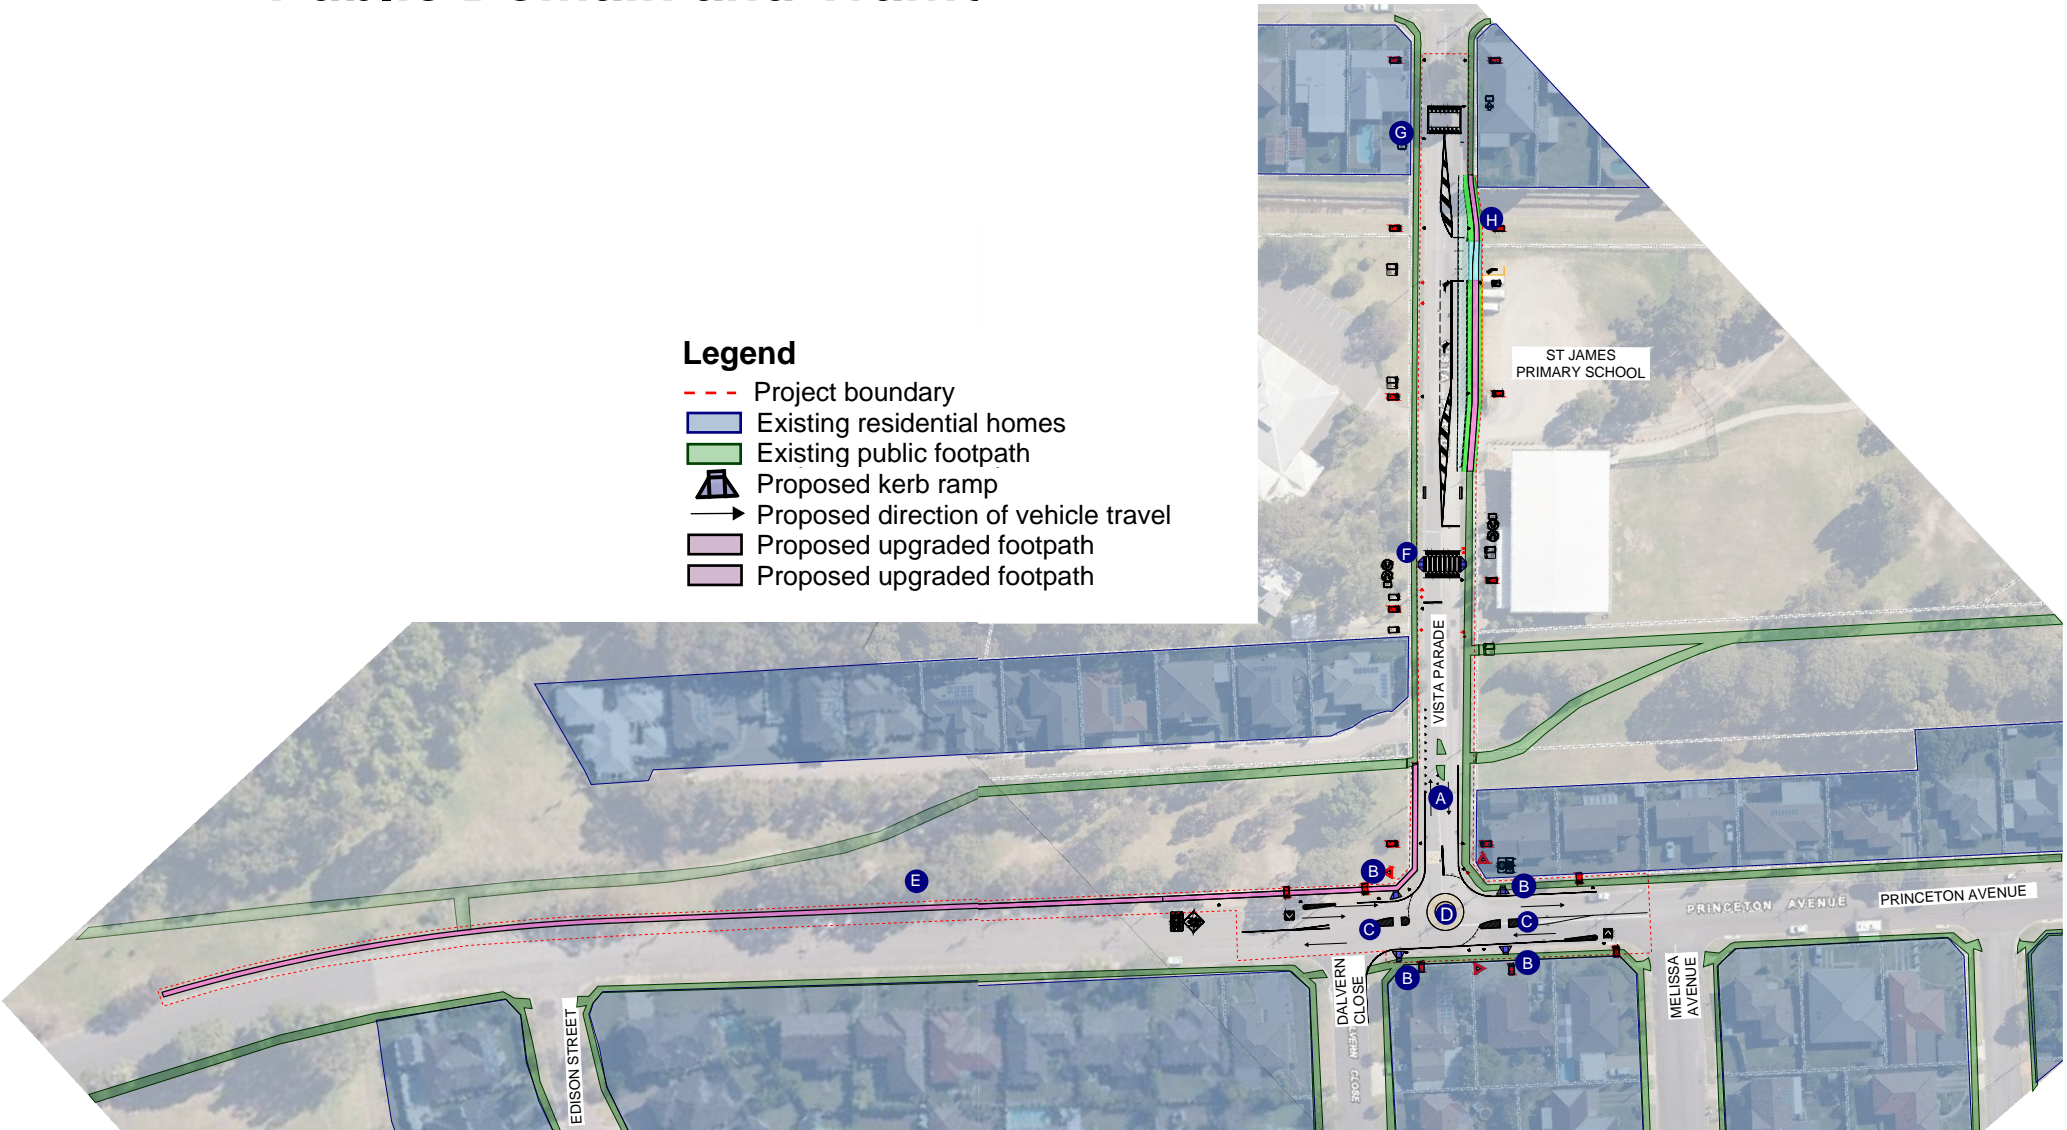 Legend
Project boundary
Existing residential homes
Existing public footpath
Proposed kerb ramp
Proposed direction of vehicle travel
Proposed upgraded footpath
Proposed upgraded footpath
G
H
ST JAMES
PRIMARY SCHOOL
F
VISTA PARADE
A
B
B
E
D
C
C
B
B
PRINCETON AVENUE
PRINCETON AVENUE
DALVERN
CLOSE
MELISSA
AVENUE
EDISON STREET